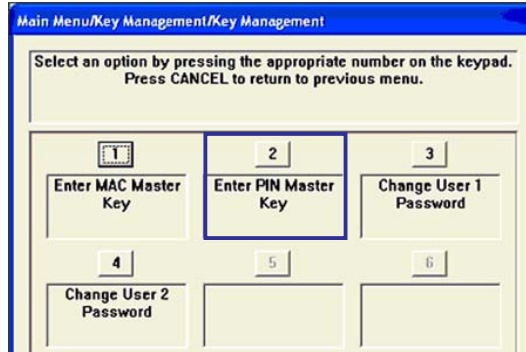 Main Menu/Key Management/Key Management
Select an option by pressing the appropriate number on the keypad.
Press CANCEL to return to previous menu.
1
2
3
Enter MAC Master
Key
Enter PIN Master
Key
Change User 1
Password
4
5
6
Change User 2
Password